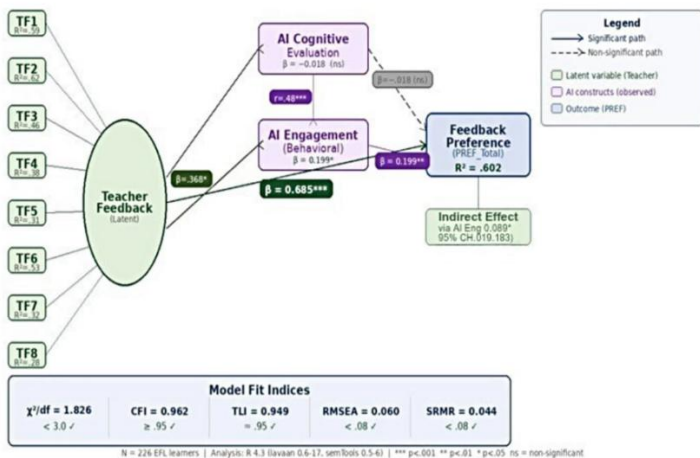 TF1
R²=.59
TF2
R²=.62
TF3
R²=.46
TF4
R²=.38
TF5
R²=.31
TF6
R²=.53
TF7
R²=.32
TF8
R²=.28
Teacher
Feedback
(Latent)
AI Cognitive
Evaluation
β = −0.018 (ns)
r=.48***
AI Engagement
(Behavioral)
β = 0.199*
β=.368*
β = 0.685***
β=−.018 (ns)
β = 0.199**
Feedback
Preference
(PREF_Total)
R² = .602
Indirect Effect
via AI Eng 0.089*
95% CH.019.183)
Legend
Significant path
Non-significant path
Latent variable (Teacher)
AI constructs (observed)
Outcome (PREF)
Model Fit Indices
χ²/df = 1.826 CFI = 0.962 TLI = 0.949 RMSEA = 0.060 SRMR = 0.044
< 3.0 ✓ ≥ .95 ✓ ≈ .95 ✓ < .08 ✓ < .08 ✓
N = 226 EFL learners | Analysis: R 4.3 (lavaan 0.6-17, semTools 0.5-6) | *** p<.001 ** p<.01 * p<.05 ns = non-significant